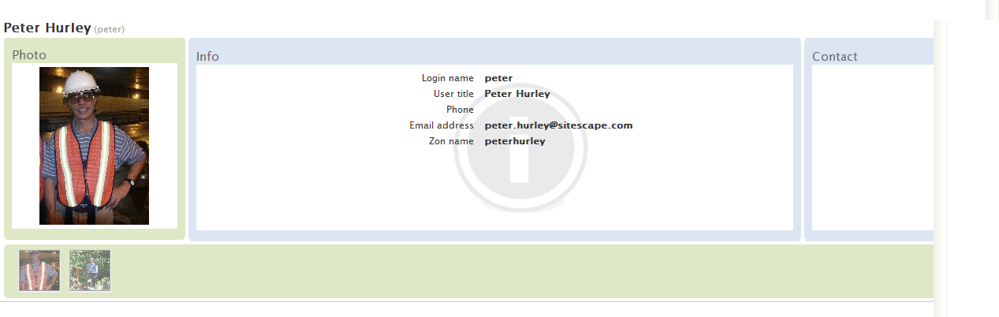 Peter Hurley (peter)
Photo
Info
Contact
Login name peter
User title Peter Hurley
Phone
Email address peter.hurley@sitescape.com
Zon name peterhurley